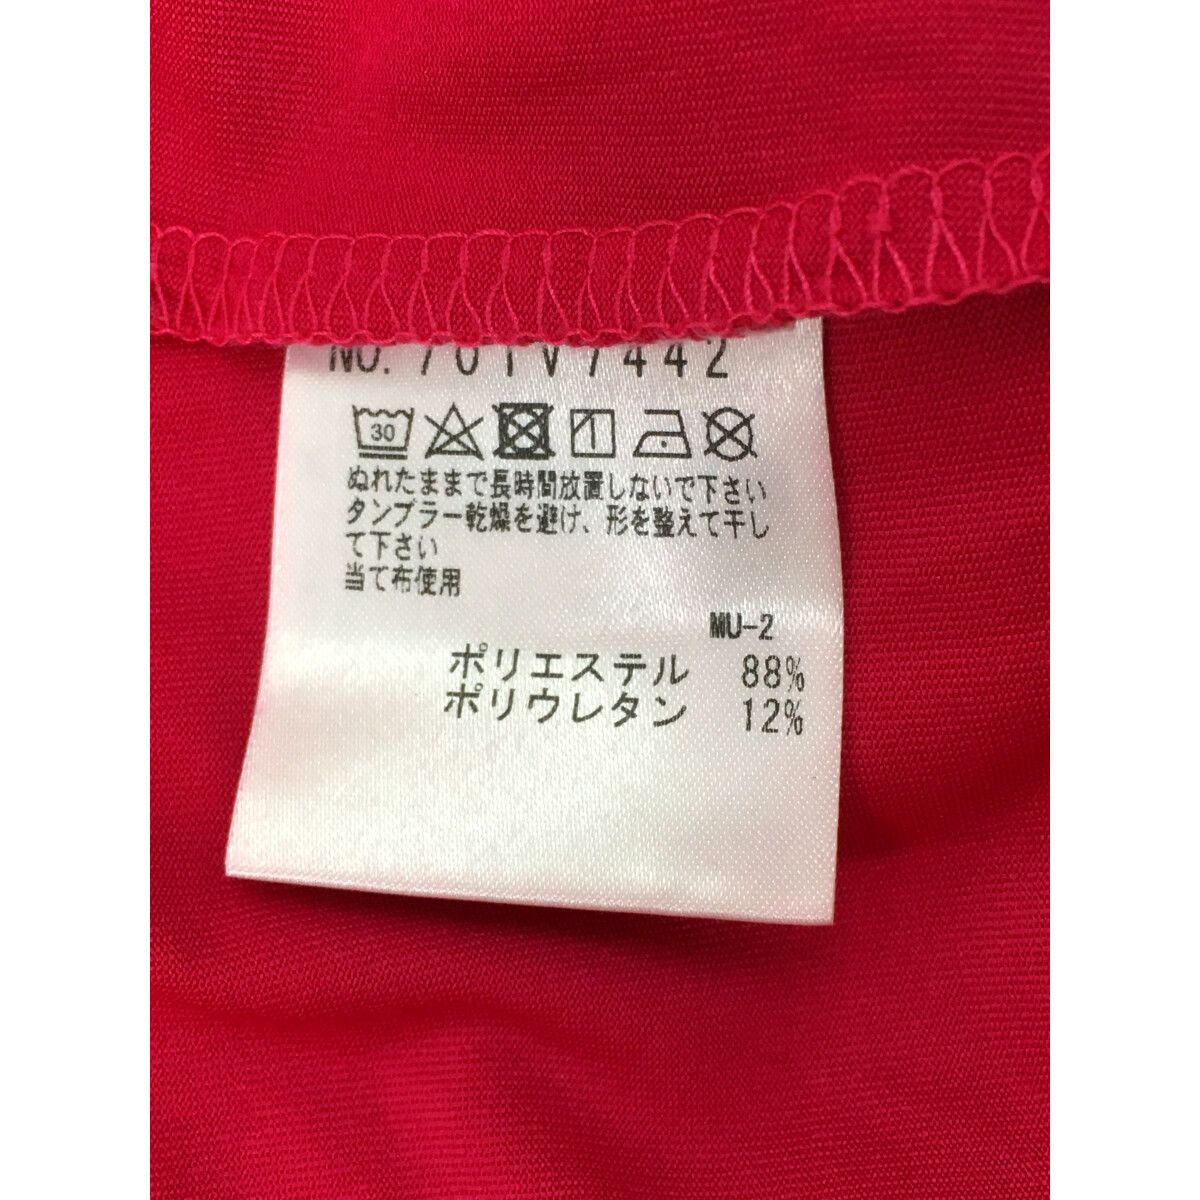 NO. 701V7442
30
ぬれたままで長時間放置しないで下さい
タンブラー乾燥を避け、形を整えて干し
て下さい
当て布使用
MU-2
ポリエステル 88%
ポリウレタン 12%